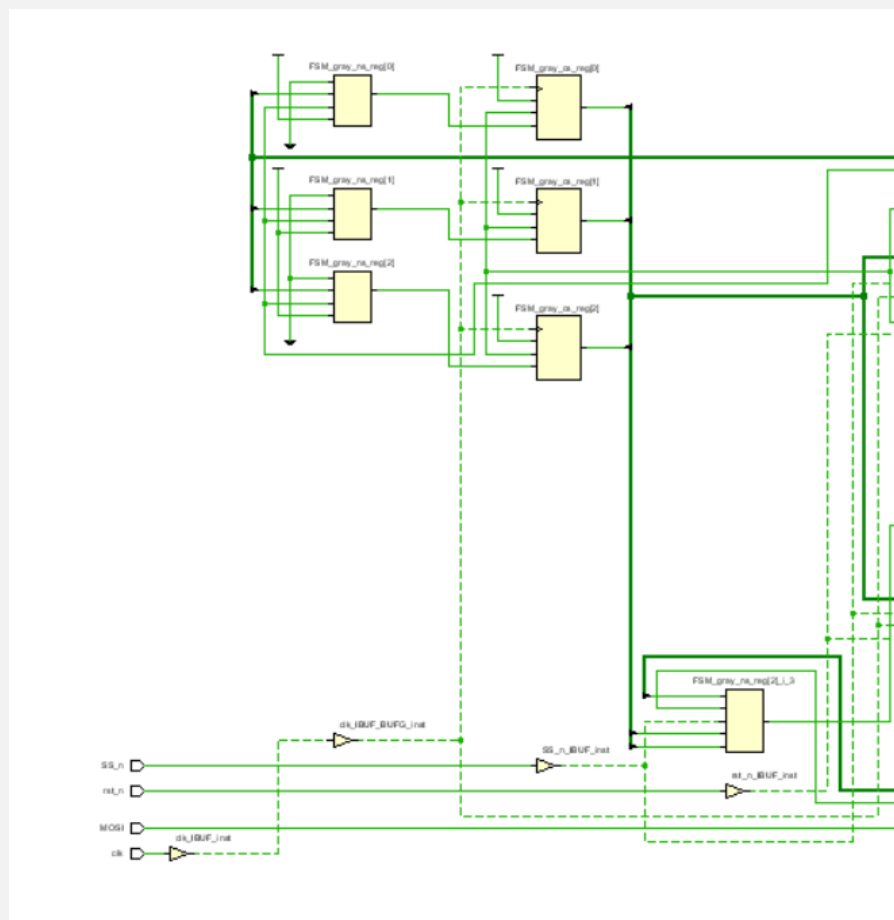 FSM_gray_ns_reg[0]
FSM_gray_cs_reg[0]
FSM_gray_ns_reg[1]
FSM_gray_cs_reg[1]
FSM_gray_ns_reg[2]
FSM_gray_cs_reg[2]
FSM_gray_ns_reg[2]_i_3
clk_IBUF_BUFG_inst
SS_n_IBUF_inst
SS_n
rst_n_IBUF_inst
rst_n
MOSI
clk_IBUF_inst
clk